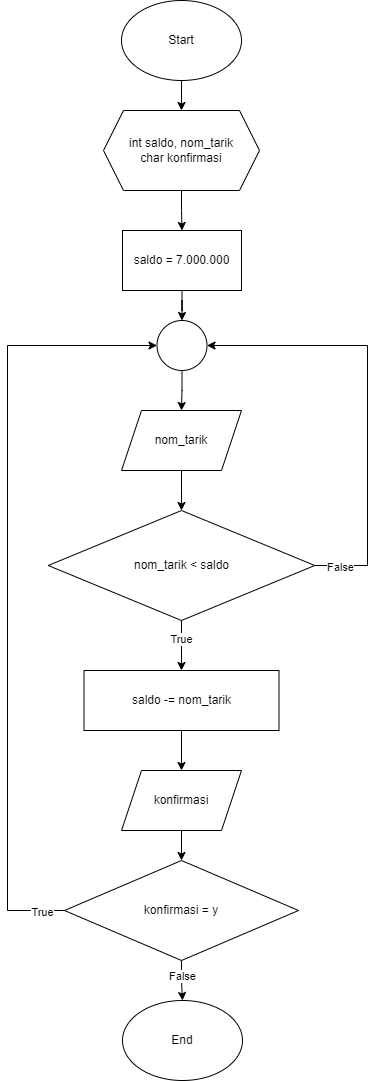 Start
int saldo, nom_tarik
char konfirmasi
saldo = 7.000.000
nom_tarik
nom_tarik < saldo
False
True
saldo -= nom_tarik
konfirmasi
konfirmasi = y
True
False
End